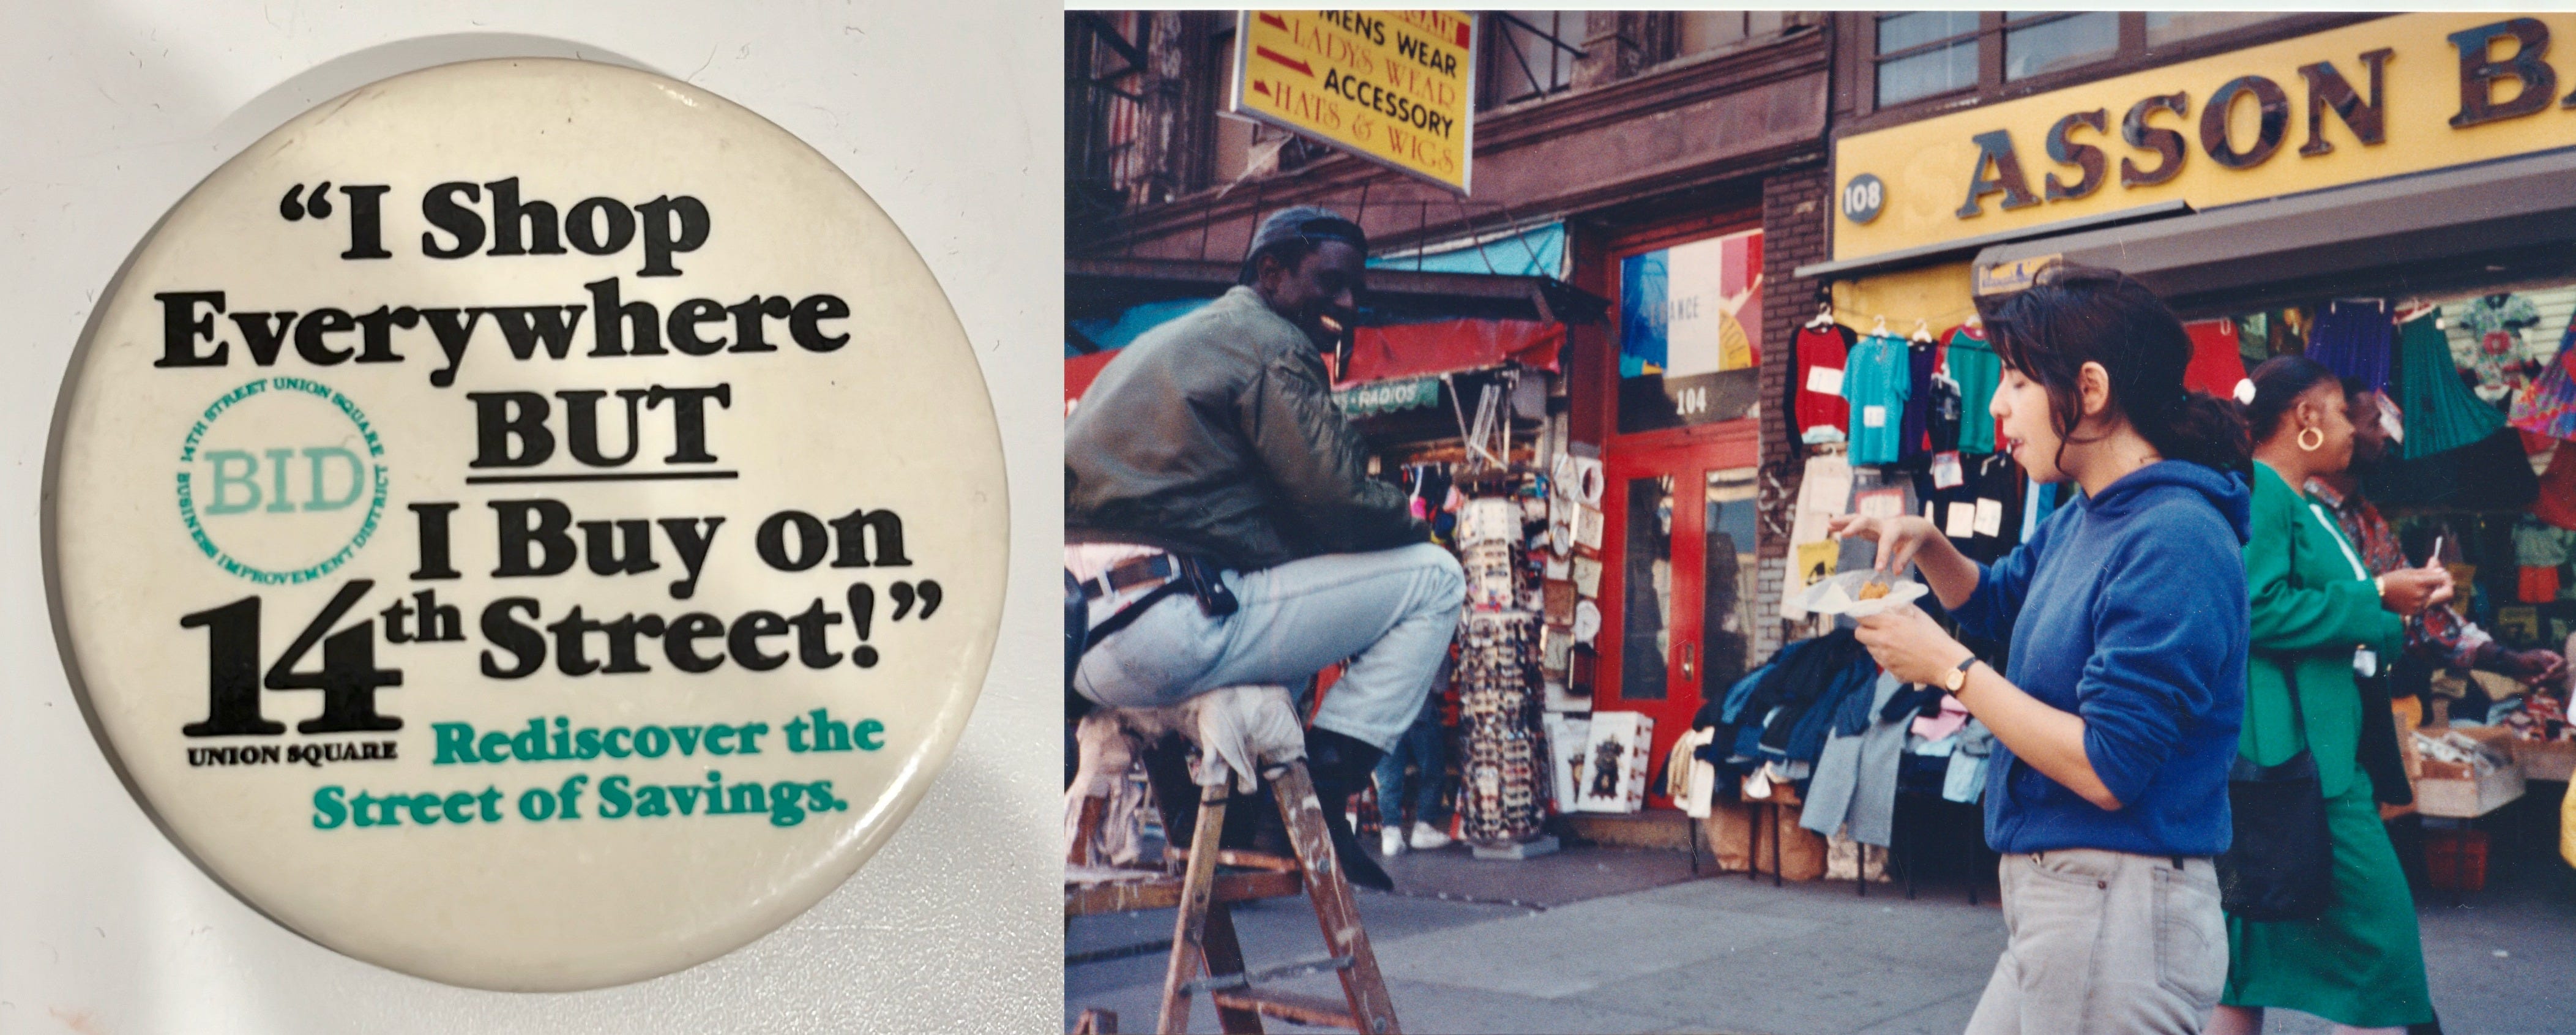 “I Shop
Everywhere
BUT
I Buy on
14th Street!”
UNION SQUARE
Rediscover the
Street of Savings.
14TH STREET UNION SQUARE
BID
BUSINESS IMPROVEMENT DISTRICT
MENS WEAR
LADYS WEAR
ACCESSORY
HATS & WIGS
108
ASSON
RADIOS
104